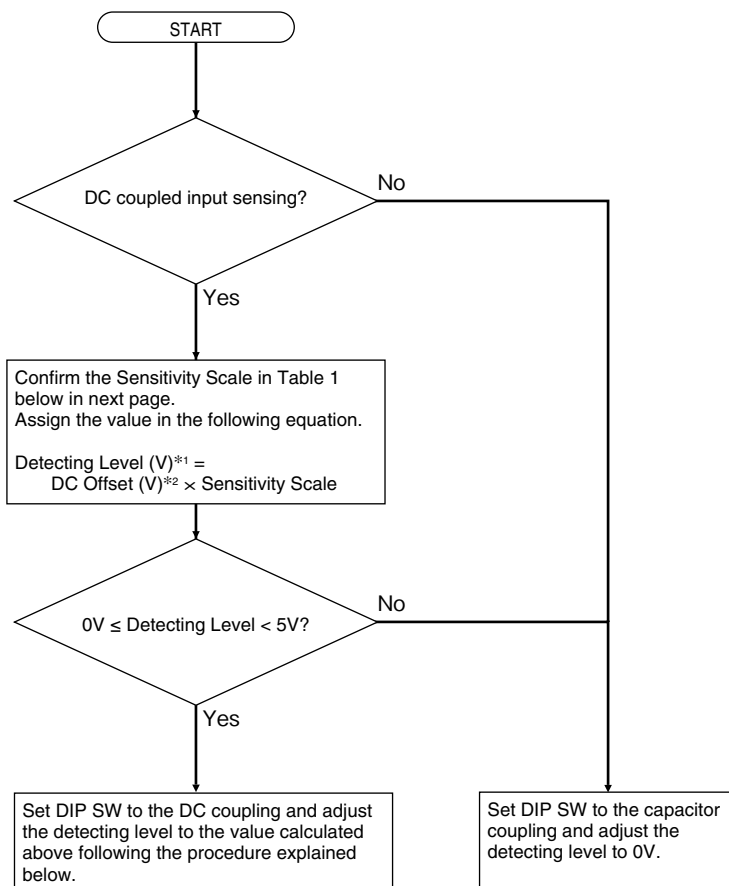 START
DC coupled input sensing?
No
Yes
Confirm the Sensitivity Scale in Table 1
below in next page.
Assign the value in the following equation.
Detecting Level (V)*1 =
DC Offset (V)*2 × Sensitivity Scale
0V ≤ Detecting Level < 5V?
No
Yes
Set DIP SW to the DC coupling and adjust
the detecting level to the value calculated
above following the procedure explained
below.
Set DIP SW to the capacitor
coupling and adjust the
detecting level to 0V.